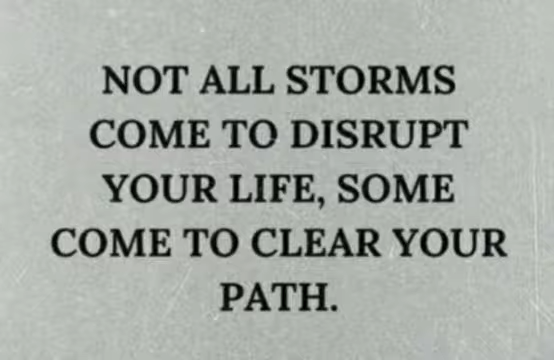 NOT ALL STORMS
COME TO DISRUPT
YOUR LIFE, SOME
COME TO CLEAR YOUR
PATH.